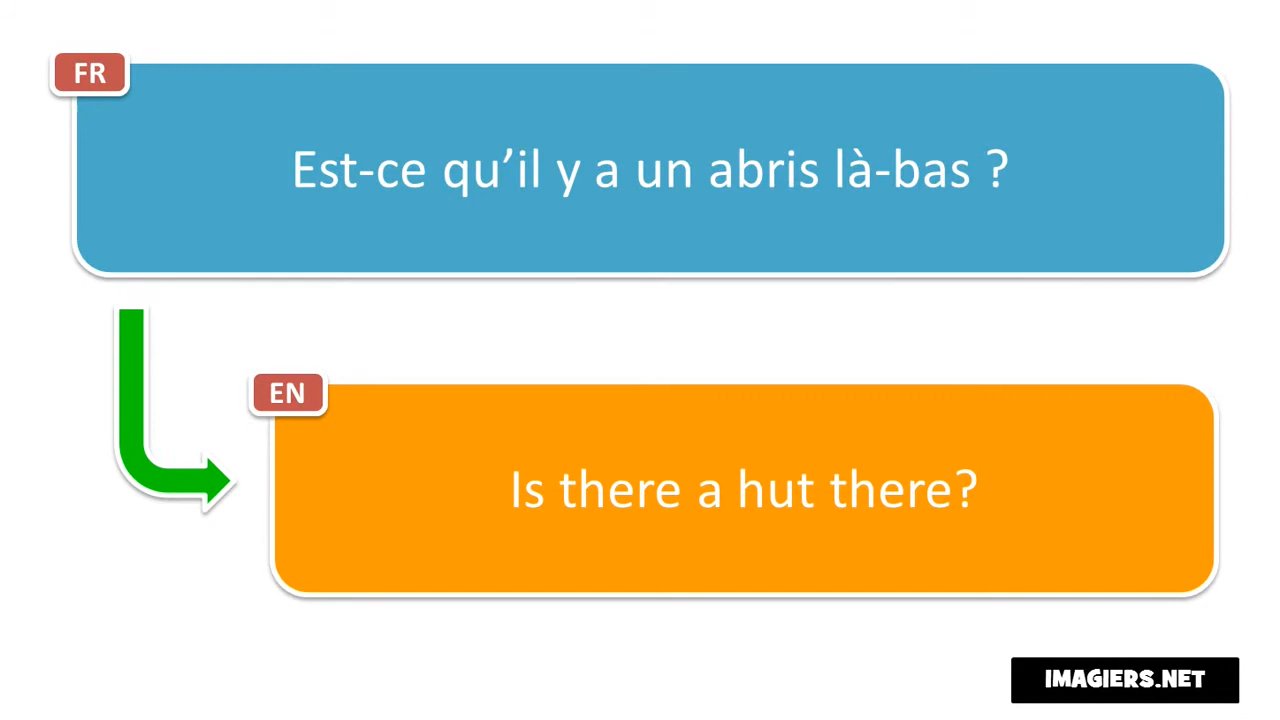 FR
Est-ce qu’il y a un abris là-bas ?
EN
Is there a hut there?
IMAGIERS.NET